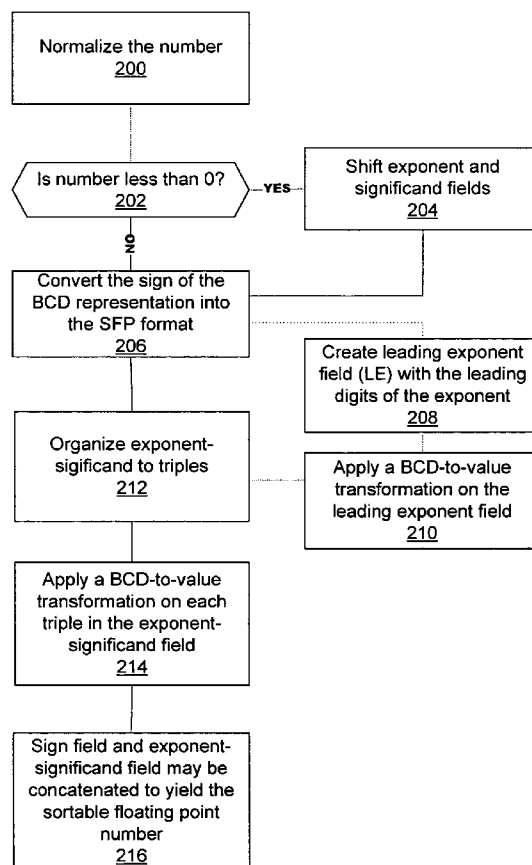 Normalize the number
200
Is number less than 0?
202
YES
Shift exponent and
significand fields
204
NO
Convert the sign of the
BCD representation into
the SFP format
206
Create leading exponent
field (LE) with the leading
digits of the exponent
208
Organize exponent-
sigificand to triples
212
Apply a BCD-to-value
transformation on the
leading exponent field
210
Apply a BCD-to-value
transformation on each
triple in the exponent-
significand field
214
Sign field and exponent-
significand field may be
concatenated to yield the
sortable floating point
number
216